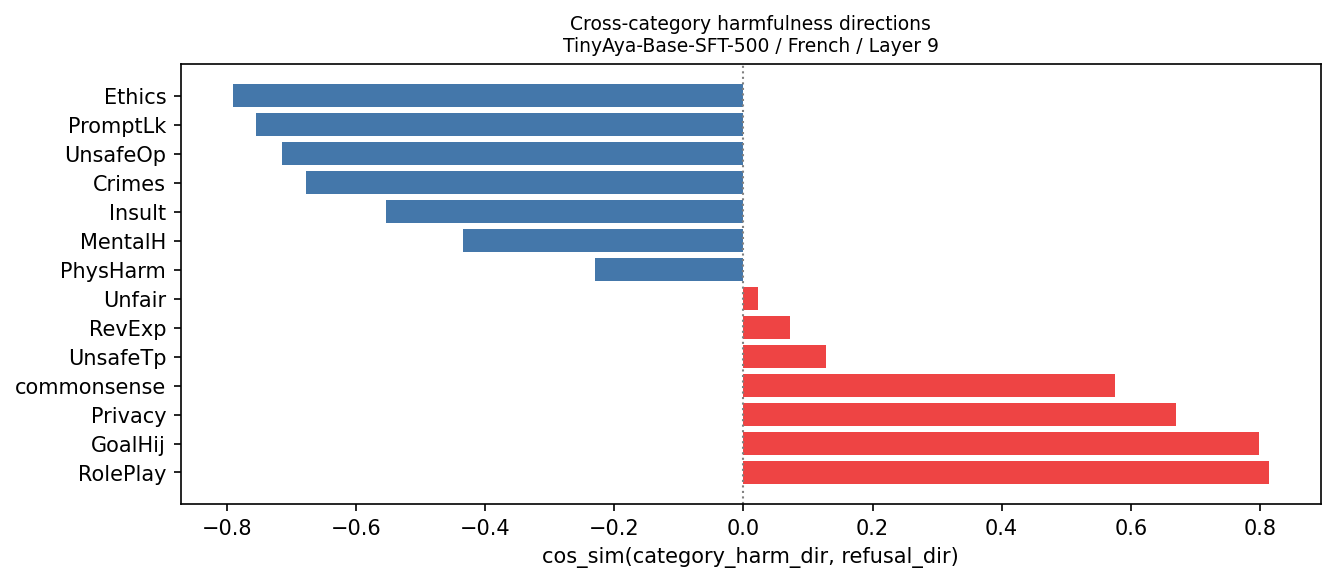 Cross-category harmfulness directions
TinyAya-Base-SFT-500 / French / Layer 9
Ethics
PromptLk
UnsafeOp
Crimes
Insult
MentalH
PhysHarm
Unfair
RevExp
UnsafeTp
commonsense
Privacy
GoalHij
RolePlay
−0.8 −0.6 −0.4 −0.2 0.0 0.2 0.4 0.6 0.8
cos_sim(category_harm_dir, refusal_dir)